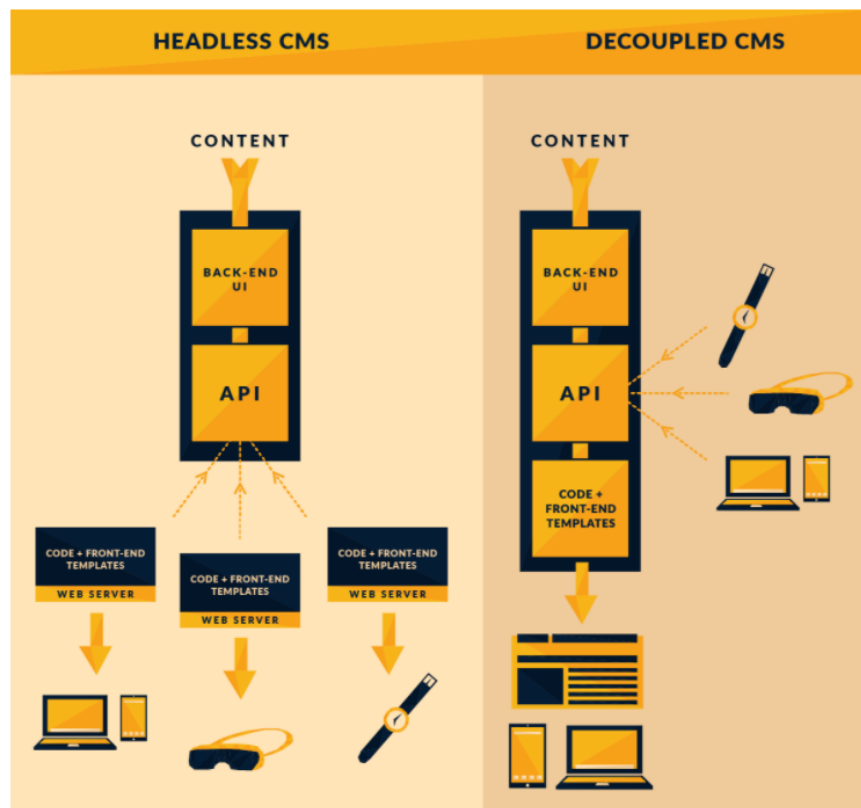 HEADLESS CMS
DECOUPLED CMS
CONTENT
BACK-END
UI
API
CODE + FRONT-END
TEMPLATES
WEB SERVER
CODE + FRONT-END
TEMPLATES
WEB SERVER
CODE + FRONT-END
TEMPLATES
WEB SERVER
CONTENT
BACK-END
UI
API
CODE +
FRONT-END
TEMPLATES